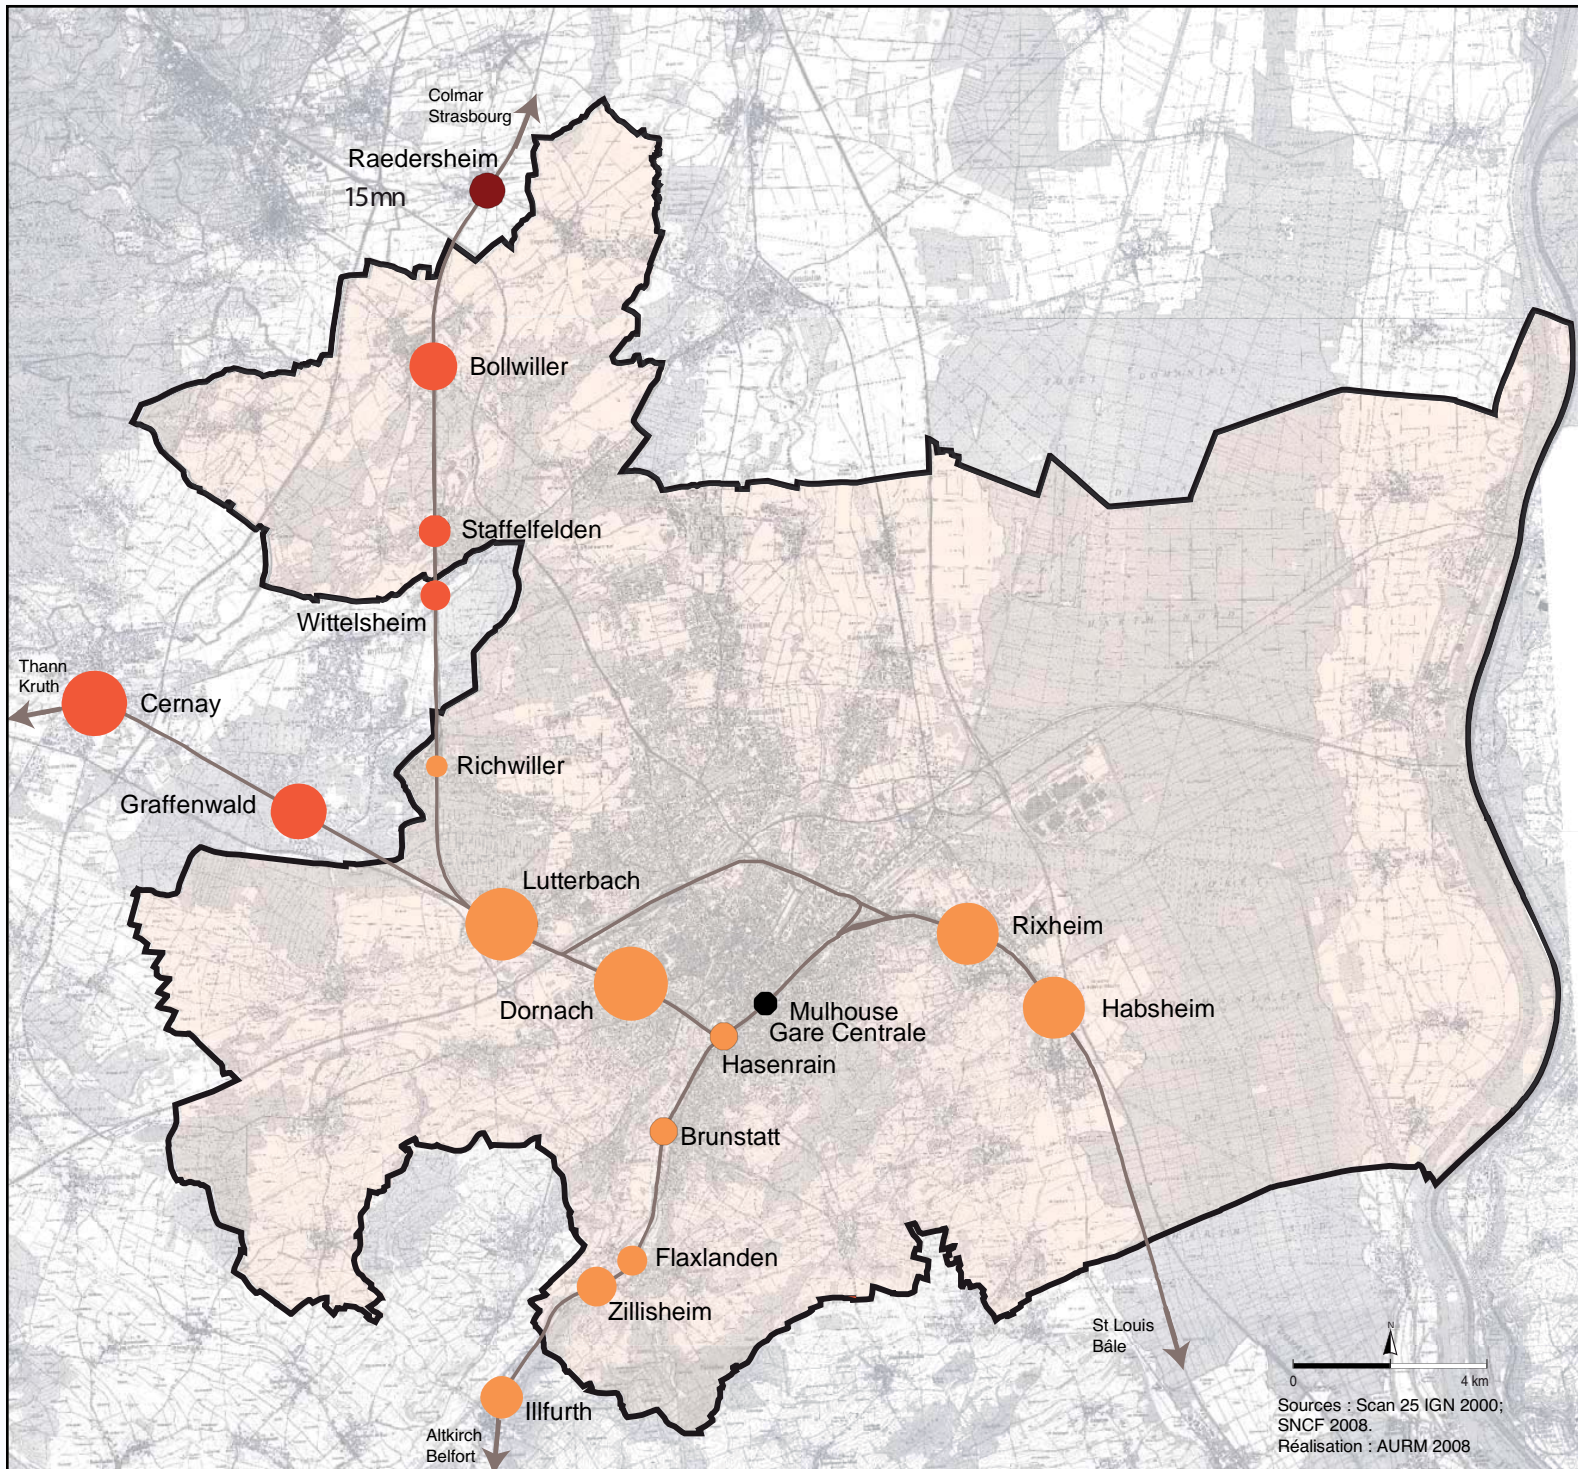 Colmar
Strasbourg
Raedersheim
15mn
Bollwiller
Staffelfelden
Wittelsheim
Thann
Kruth
Cernay
Richwiller
Graffenwald
Lutterbach
Rixheim
Dornach
Mulhouse
Gare Centrale
Habsheim
Hasenrain
Brunstatt
Flaxlanden
Zillisheim
St Louis
Bâle
N
0
4 km
Illfurth
Altkirch
Belfort
Sources : Scan 25 IGN 2000;
SNCF 2008.
Réalisation : AURM 2008